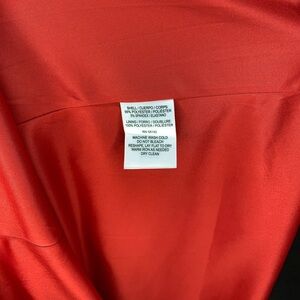 SHELL / CUERPO / CORPS
95% POLYESTER / POLIÉSTER
5% SPANDEX / ELASTANO
LINING / FORRO / DOUBLURE
100% POLYESTER / POLIÉSTER
MACHINE WASH COLD
DO NOT BLEACH
RESHAPE, LAY FLAT TO DRY
WARM IRON AS NEEDED
DRY CLEAN